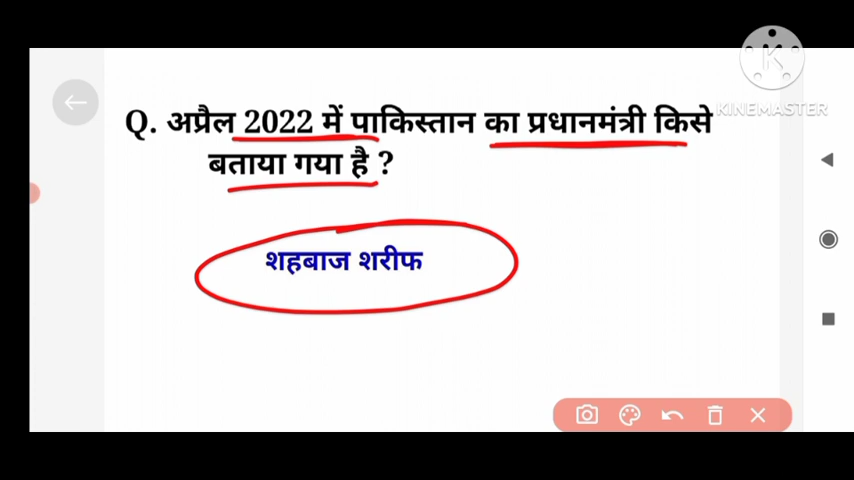 KINEMASTER
Q. अप्रैल 2022 में पाकिस्तान का प्रधानमंत्री किसे
बताया गया है ?
शहबाज शरीफ